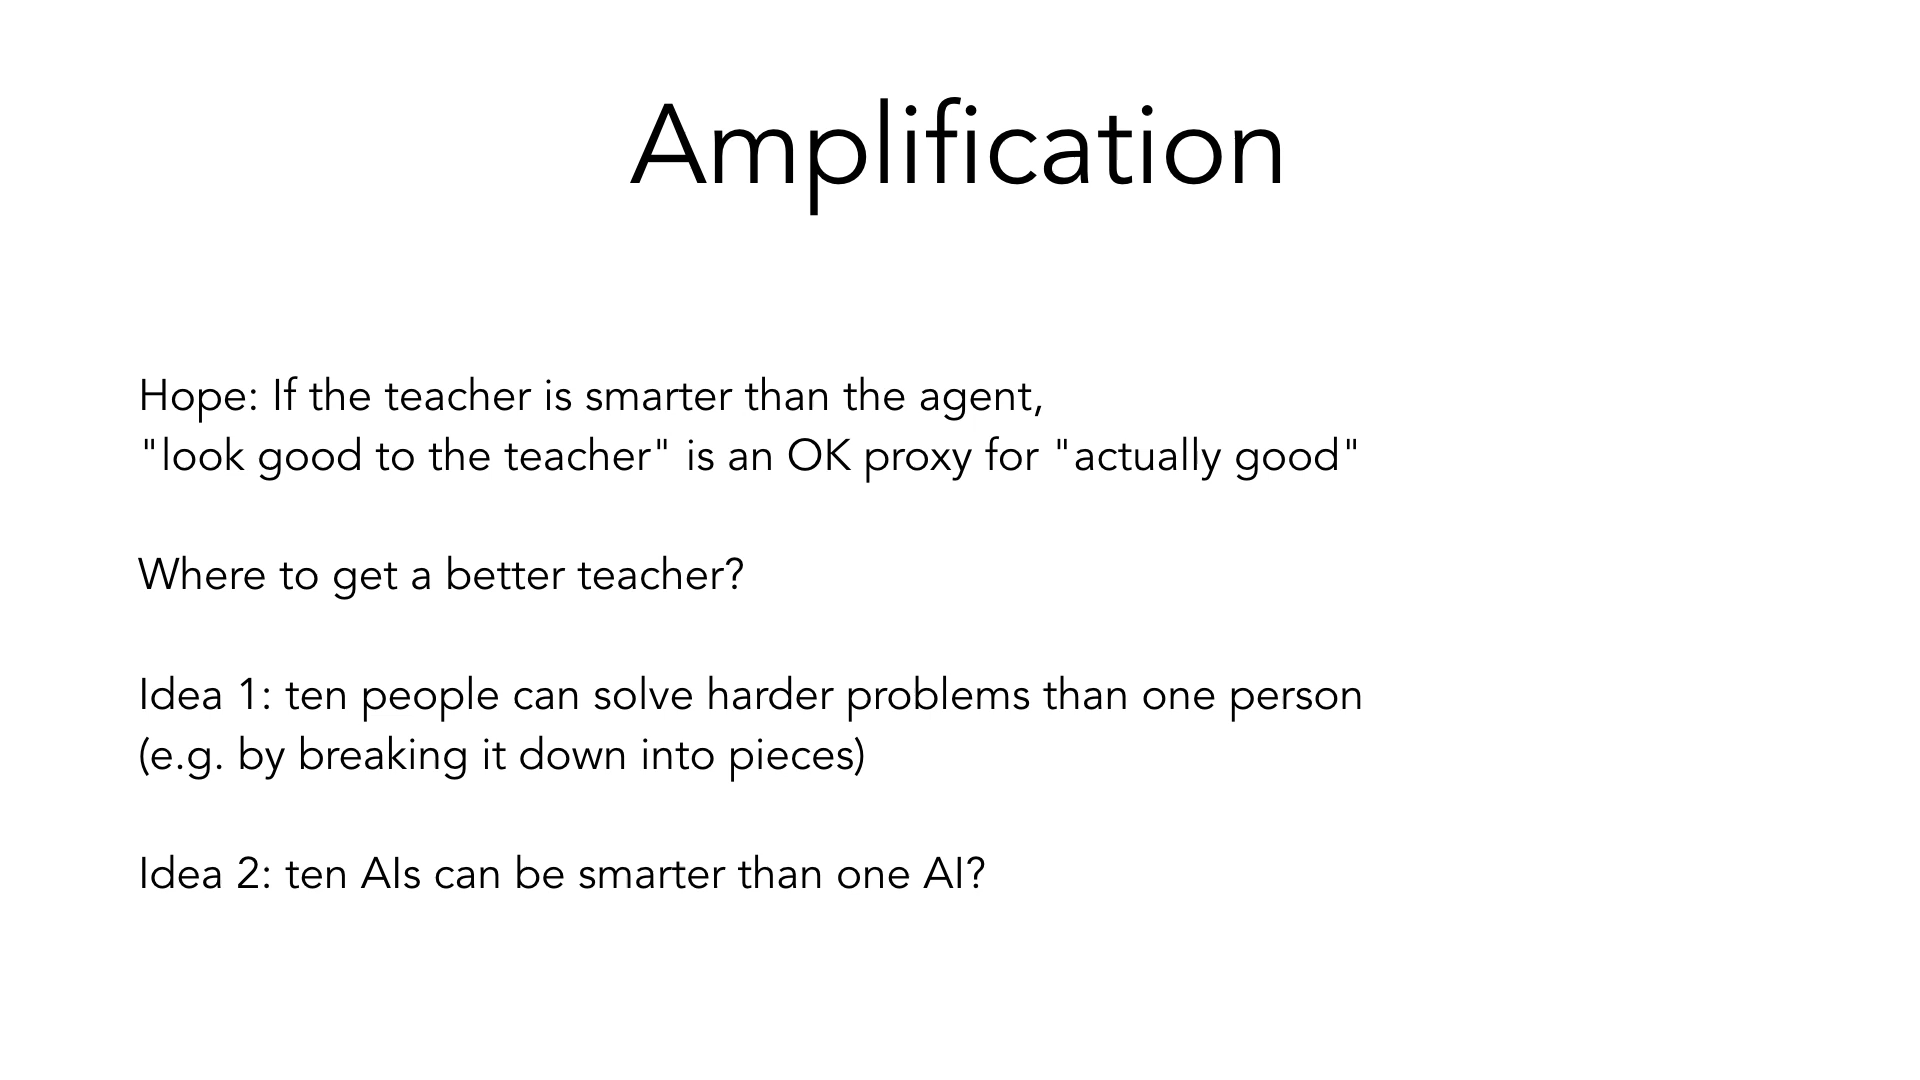 Amplification
Hope: If the teacher is smarter than the agent,
"look good to the teacher" is an OK proxy for "actually good"
Where to get a better teacher?
Idea 1: ten people can solve harder problems than one person
(e.g. by breaking it down into pieces)
Idea 2: ten AIs can be smarter than one AI?